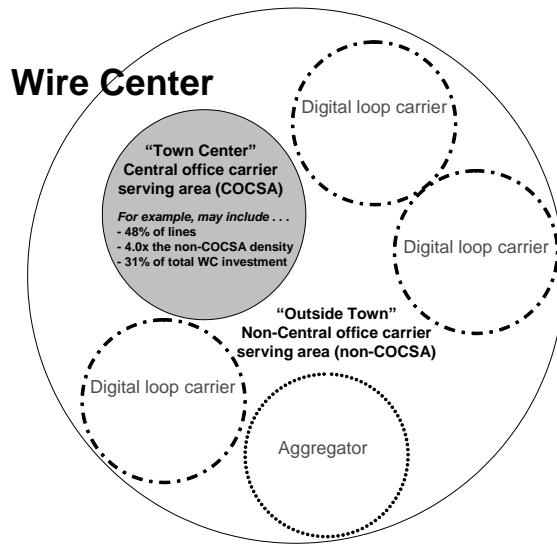 Wire Center
Digital loop carrier
“Town Center”
Central office carrier
serving area (COCSA)
For example, may include . . .
- 48% of lines
- 4.0x the non-COCSA density
- 31% of total WC investment
Digital loop carrier
“Outside Town”
Non-Central office carrier
serving area (non-COCSA)
Digital loop carrier
Aggregator